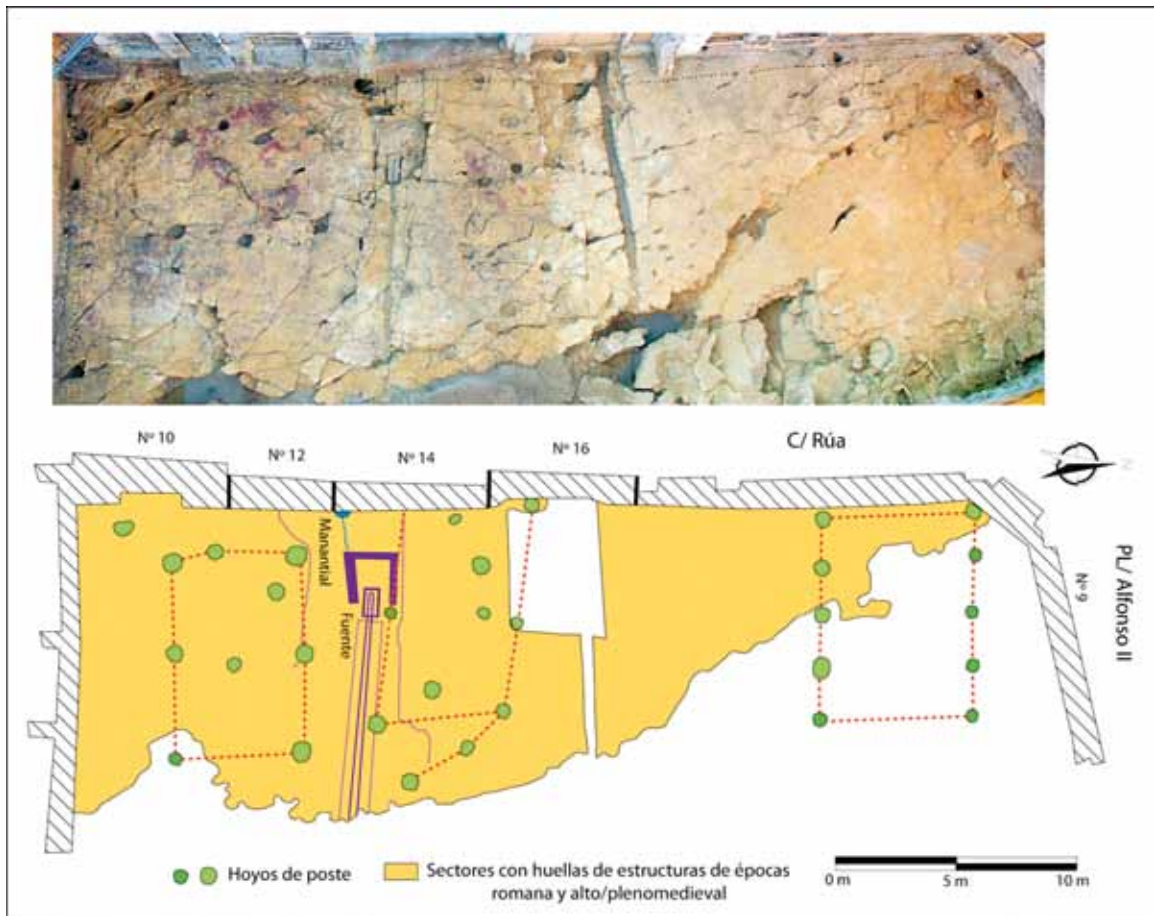 Nº 10
Nº 12
Nº 14
Nº 16
C/ Rúa
N
PL/ Alfonso II
Nº 9
Manantial
Fuente
Hoyos de poste
Sectores con huellas de estructuras de épocas
romana y alto/plenomedieval
0 m
5 m
10 m